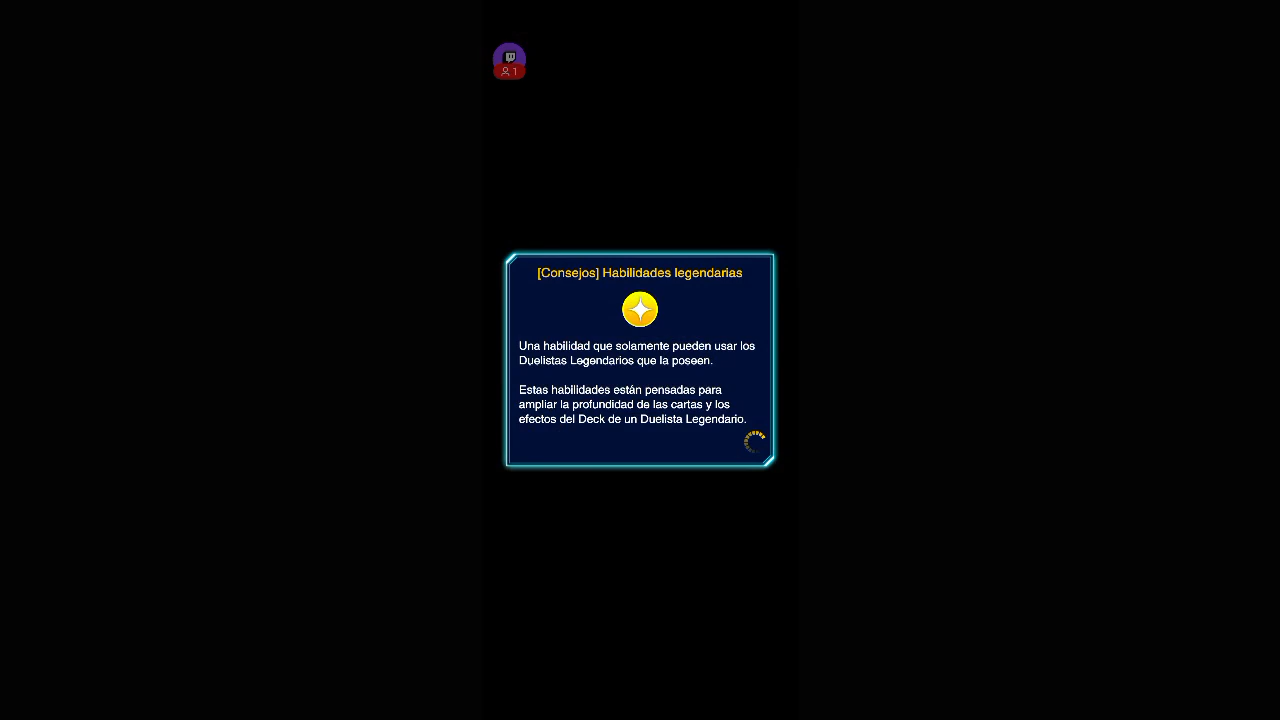 1
[Consejos] Habilidades legendarias
Una habilidad que solamente pueden usar los
Duelistas Legendarios que la poseen.
Estas habilidades están pensadas para
ampliar la profundidad de las cartas y los
efectos del Deck de un Duelista Legendario.